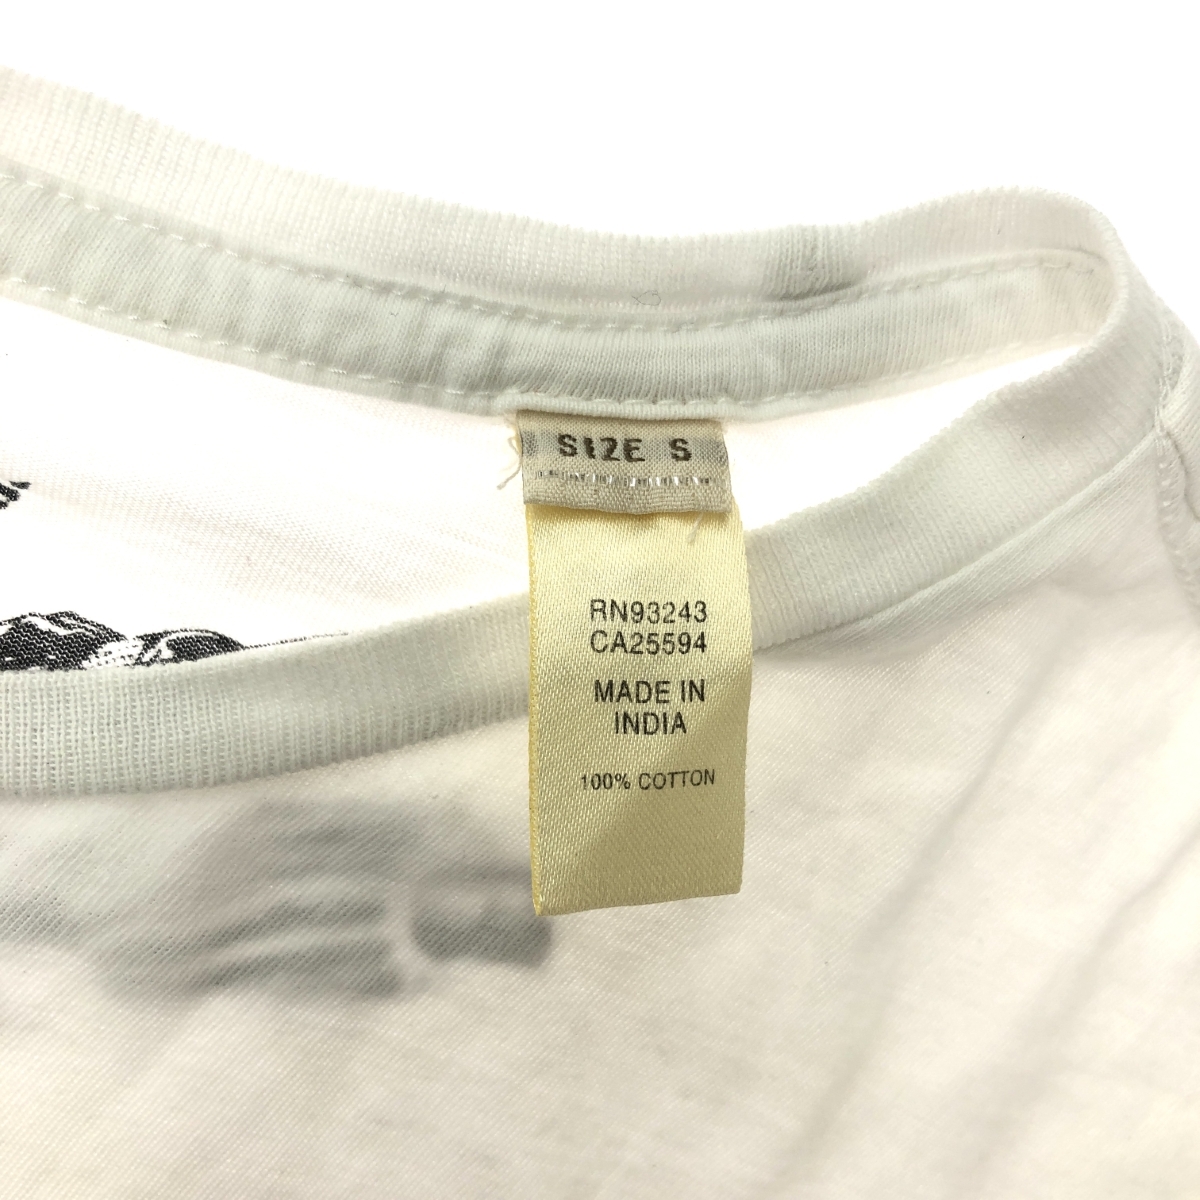 SIZE S
RN93243
CA25594
MADE IN
INDIA
100% COTTON